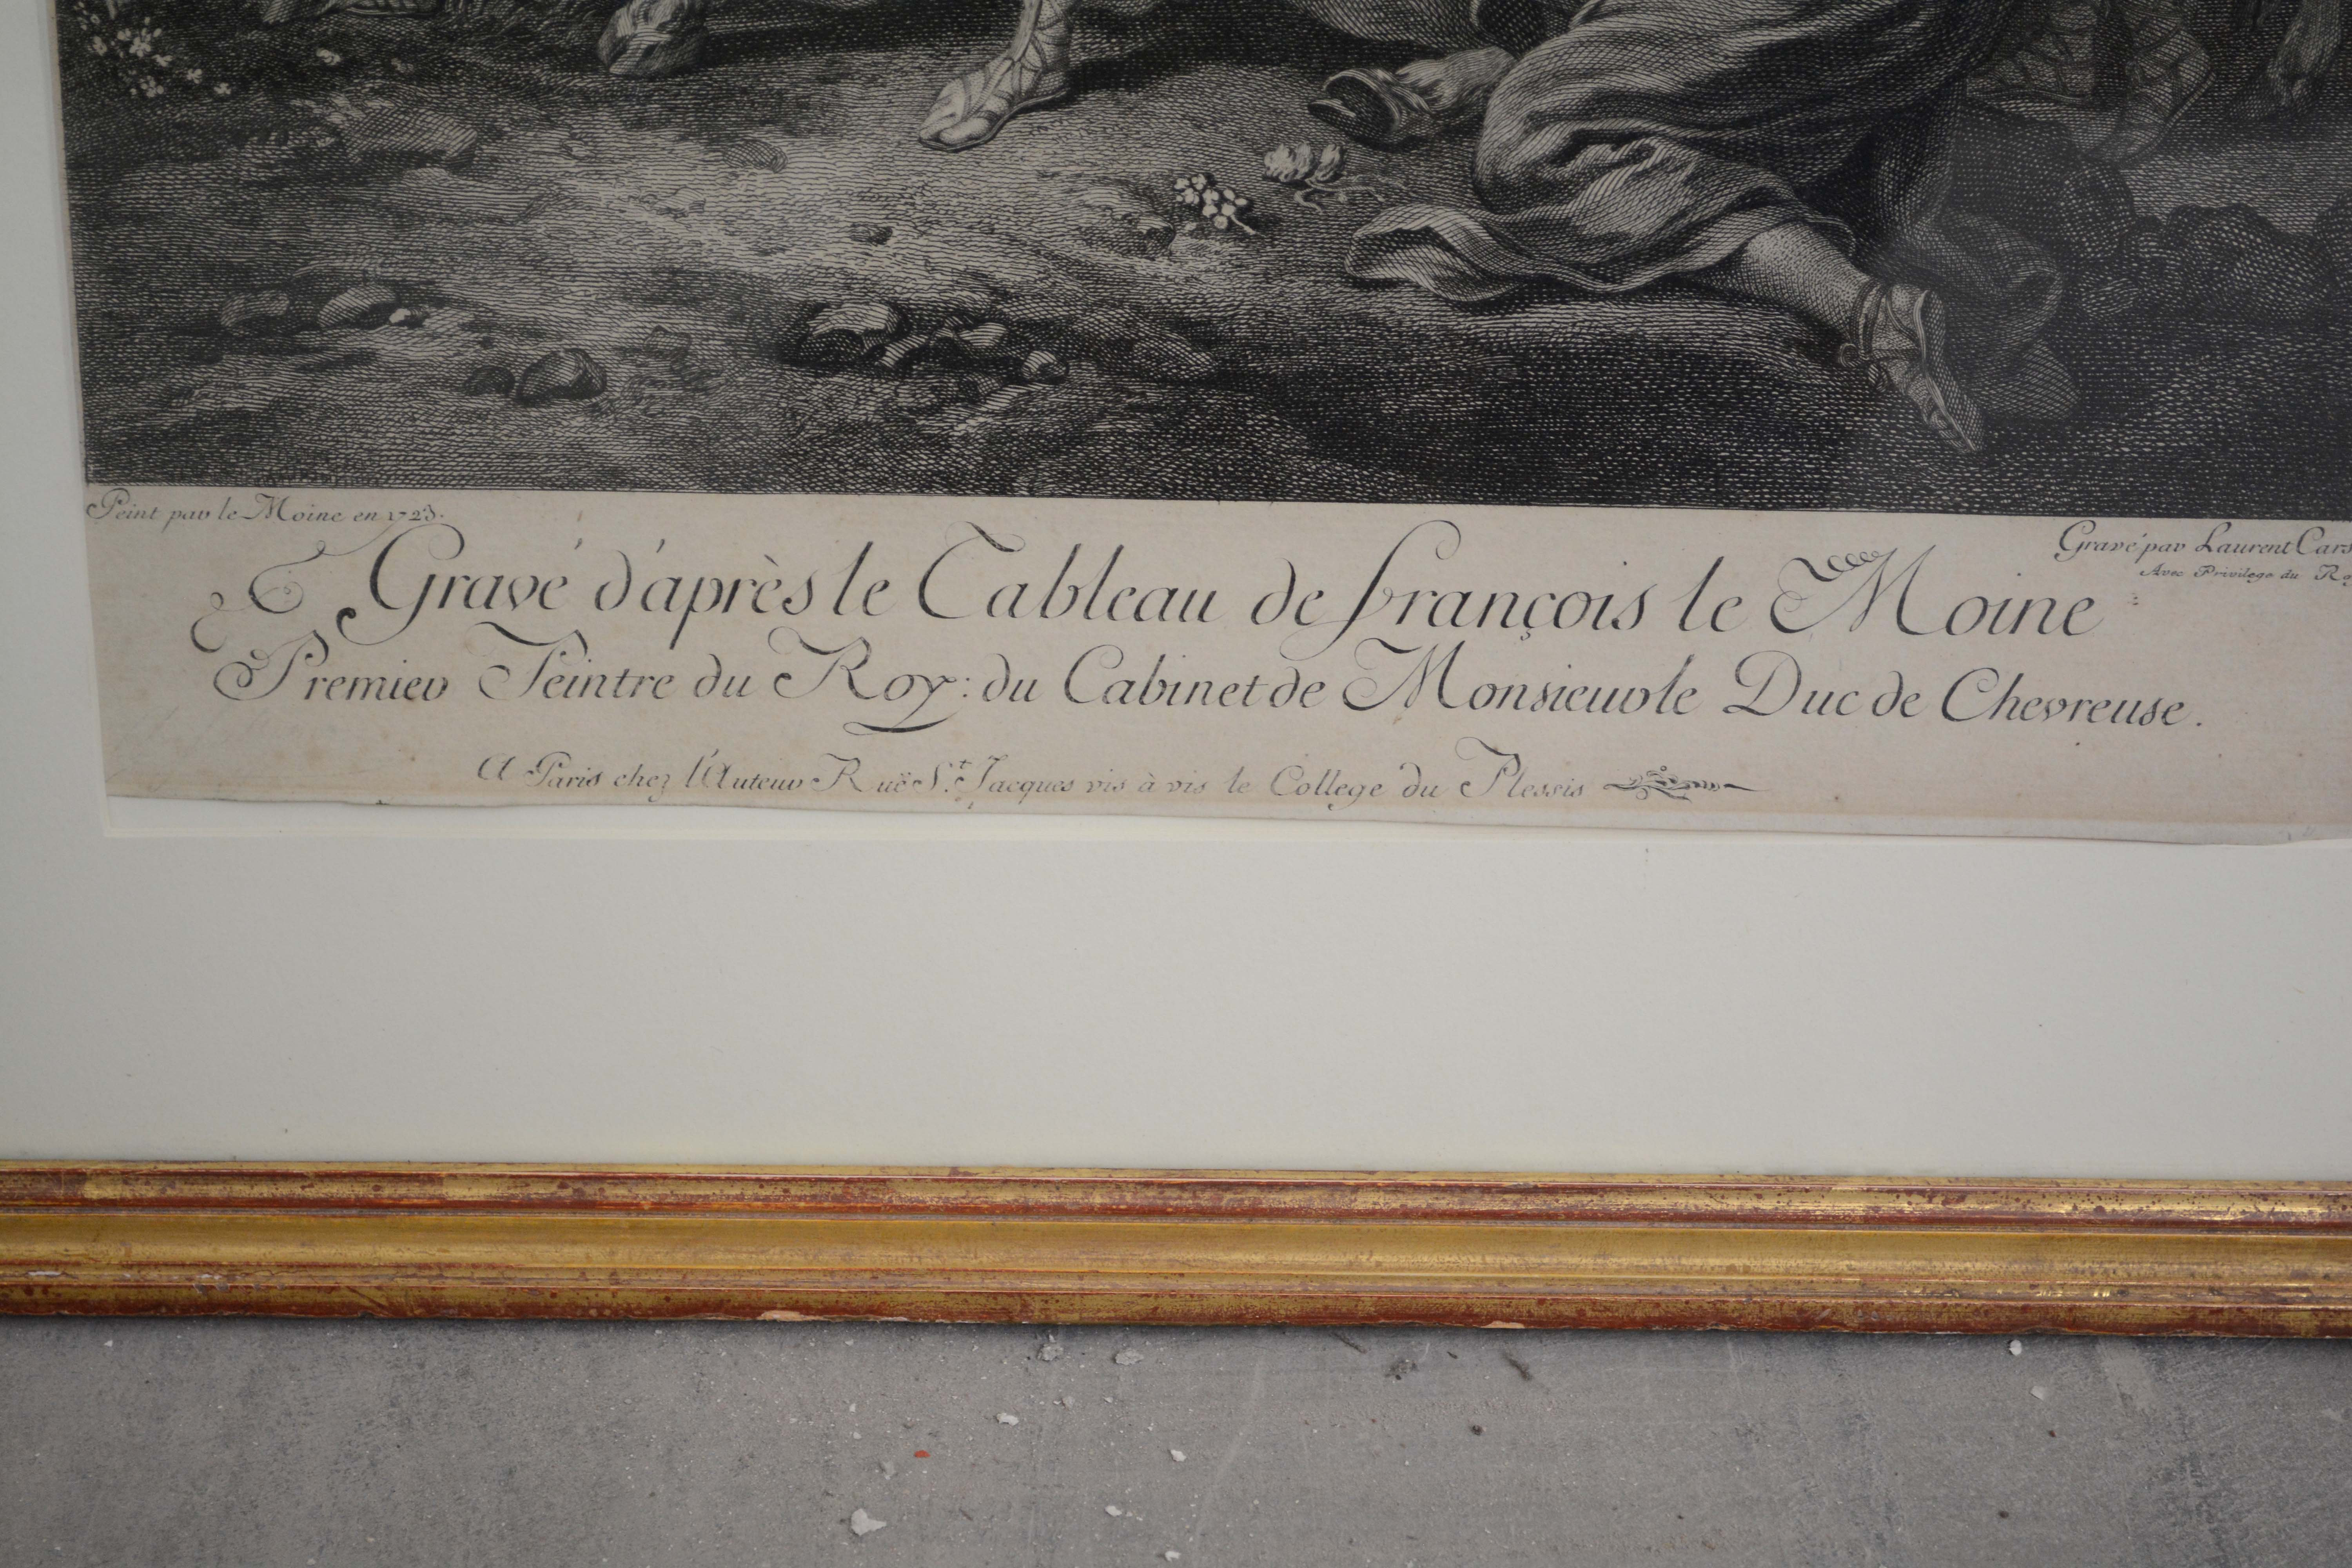 Peint par le Moine en 1723.
Gravé par Laurent Cars
Avec Privilege du Ro
Gravé d'après le Tableau de François le Moine
Premier Peintre du Roy: du Cabinet de Monsieur le Duc de Chevreuse.
A Paris chez l'Auteur Ruë St. Jacques vis à vis le College du Plessis